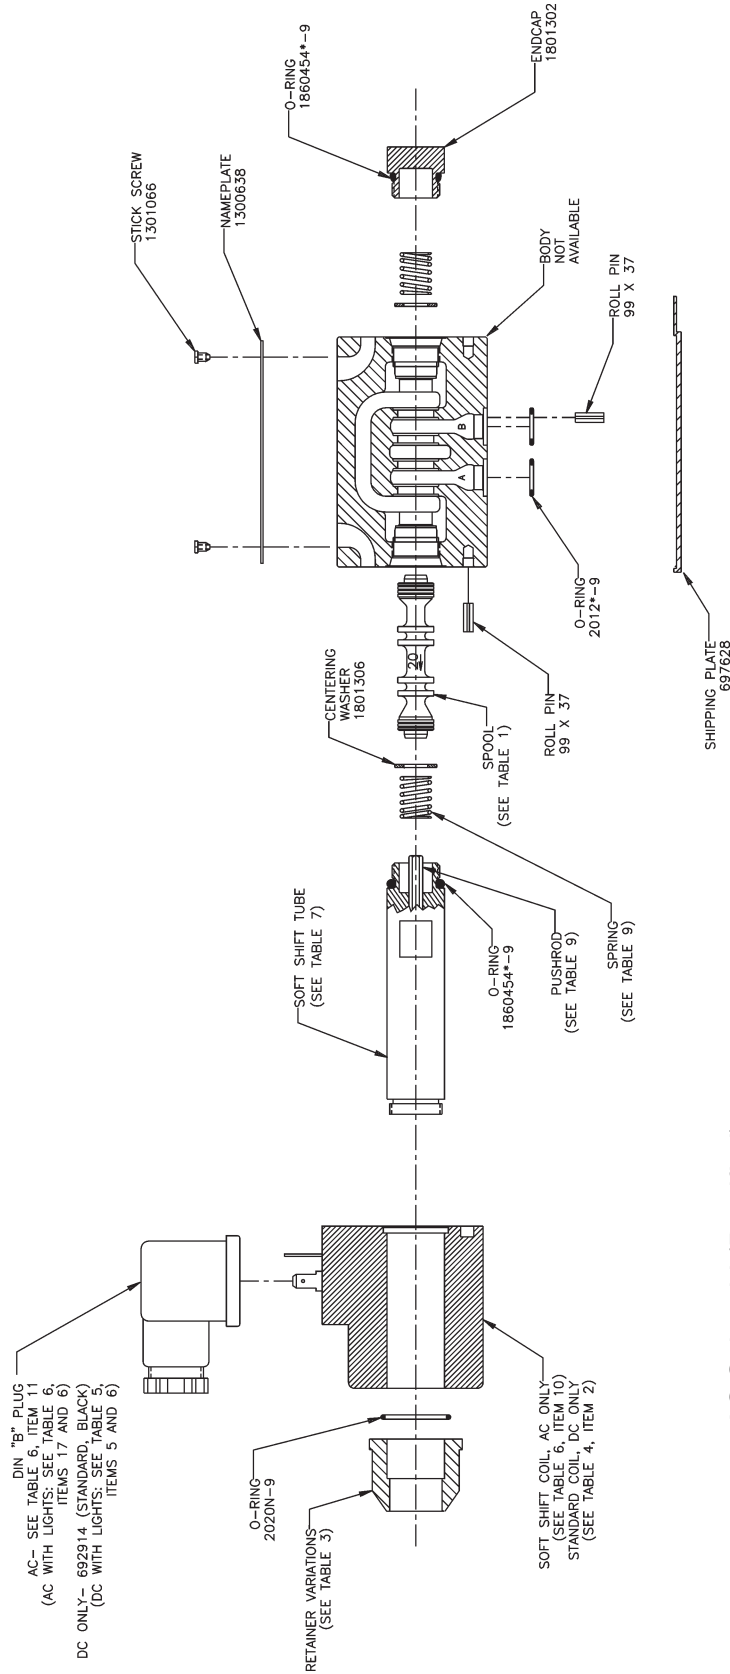 DIN "B" PLUG
AC- SEE TABLE 6, ITEM 11
(AC WITH LIGHTS: SEE TABLE 6,
ITEMS 17 AND 6)
DC ONLY- 692914 (STANDARD, BLACK)
(DC WITH LIGHTS: SEE TABLE 5,
ITEMS 5 AND 6)
O-RING
2020N-9
RETAINER VARIATIONS
(SEE TABLE 3)
SOFT SHIFT COIL, AC ONLY
(SEE TABLE 6, ITEM 10)
STANDARD COIL, DC ONLY
(SEE TABLE 4, ITEM 2)
SOFT SHIFT TUBE
(SEE TABLE 7)
O-RING
1860454*-9
PUSHROD
(SEE TABLE 9)
SPRING
(SEE TABLE 9)
CENTERING
WASHER
1801306
SPOOL
(SEE TABLE 1)
20
ROLL PIN
99 X 37
O-RING
2012*-9
A
B
STICK SCREW
1301066
NAMEPLATE
1300638
O-RING
1860454*-9
ENDCAP
1801302
BODY
NOT
AVAILABLE
ROLL PIN
99 X 37
SHIPPING PLATE
697628